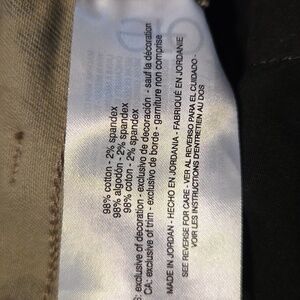 98% cotton - 2% spandex
98% algodón - 2% spandex
98% coton - 2% spandex
: exclusive of decoration - exclusivo de decoración - sauf la décoration
CA: exclusive of trim - exclusivo de borde - garniture non comprise
MADE IN JORDAN - HECHO EN JORDANIA - FABRIQUÉ EN JORDANIE
SEE REVERSE FOR CARE - VER AL REVERSO PARA EL CUIDADO -
VOIR LES INSTRUCTIONS D'ENTRETIEN AU DOS